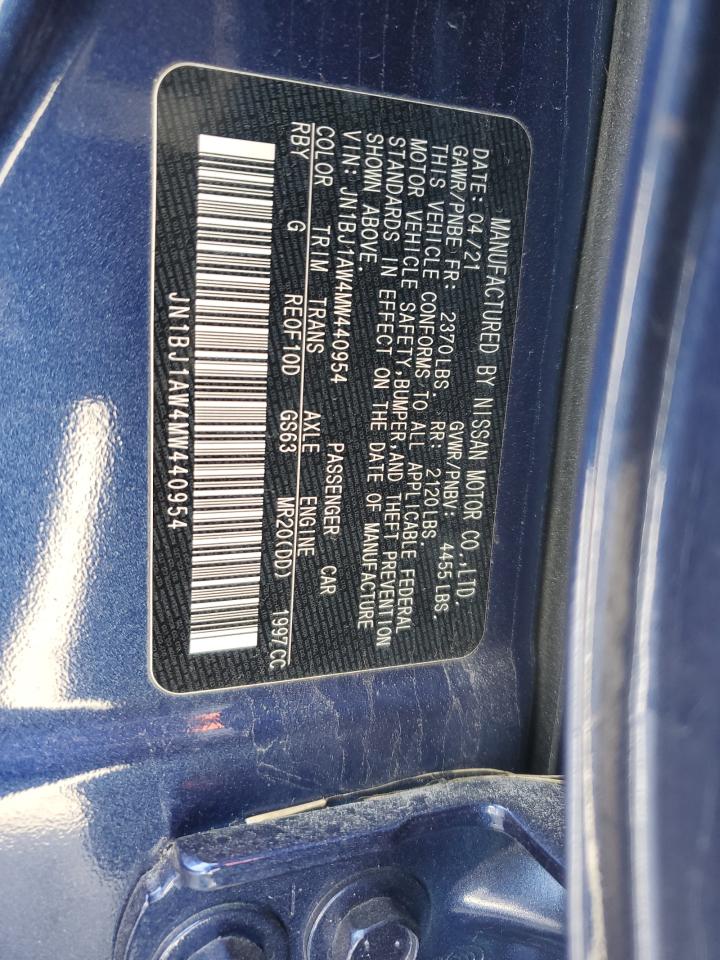 MANUFACTURED BY NISSAN MOTOR CO.,LTD.
DATE: 04/21 GVWR/PNBV: 4455 LBS.
GAWR/PNBE FR: 2370 LBS. RR: 2120 LBS.
THIS VEHICLE CONFORMS TO ALL APPLICABLE FEDERAL
MOTOR VEHICLE SAFETY,BUMPER,AND THEFT PREVENTION
STANDARDS IN EFFECT ON THE DATE OF MANUFACTURE
SHOWN ABOVE.
VIN: JN1BJ1AW4MW440954 PASSENGER CAR
COLOR TRIM TRANS AXLE ENGINE
RBY G RE0F10D GS63 MR20(DD) 1997CC
JN1BJ1AW4MW440954